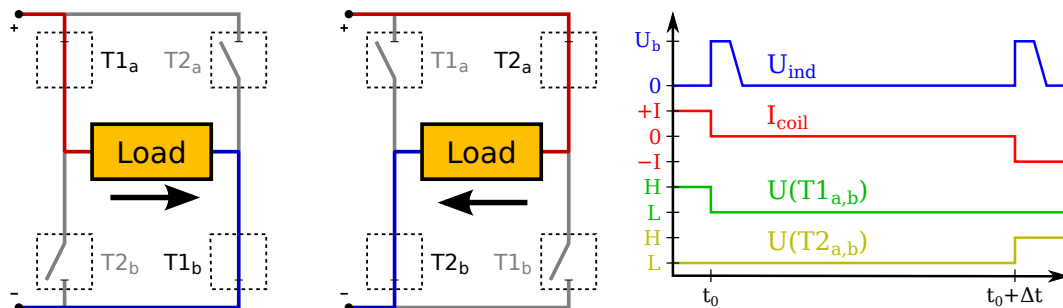 +
T1a
T2a
Load
T2b
T1b
−
+
T1a
T2a
Load
T2b
T1b
−
Ub
Uind
0
+I
Icoil
0
−I
H
U(T1a,b)
L
H
U(T2a,b)
L
t0
t0+Δt